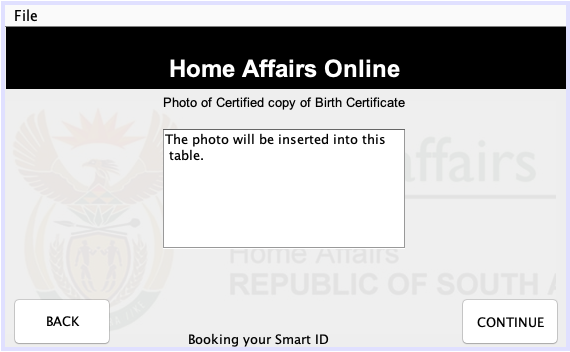 File
Home Affairs Online
Photo of Certified copy of Birth Certificate
The photo will be inserted into this
table.
affairs
Home Affairs
REPUBLIC OF SOUTH A
BACK
CONTINUE
Booking your Smart ID